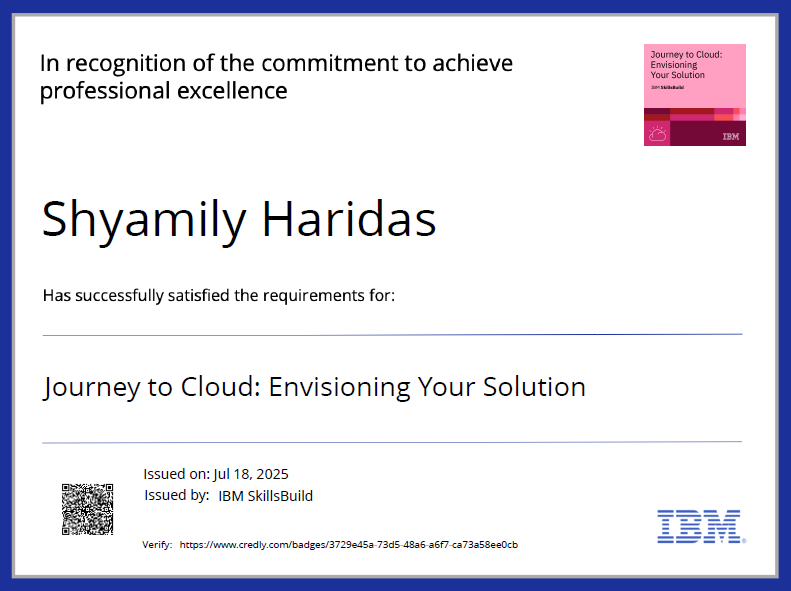 In recognition of the commitment to achieve
professional excellence
Journey to Cloud:
Envisioning
Your Solution
IBM SkillsBuild
IBM
Shyamily Haridas
Has successfully satisfied the requirements for:
Journey to Cloud: Envisioning Your Solution
Issued on: Jul 18, 2025
Issued by: IBM SkillsBuild
Verify: https://www.credly.com/badges/3729e45a-73d5-48a6-a6f7-ca73a58ee0cb
IBM®